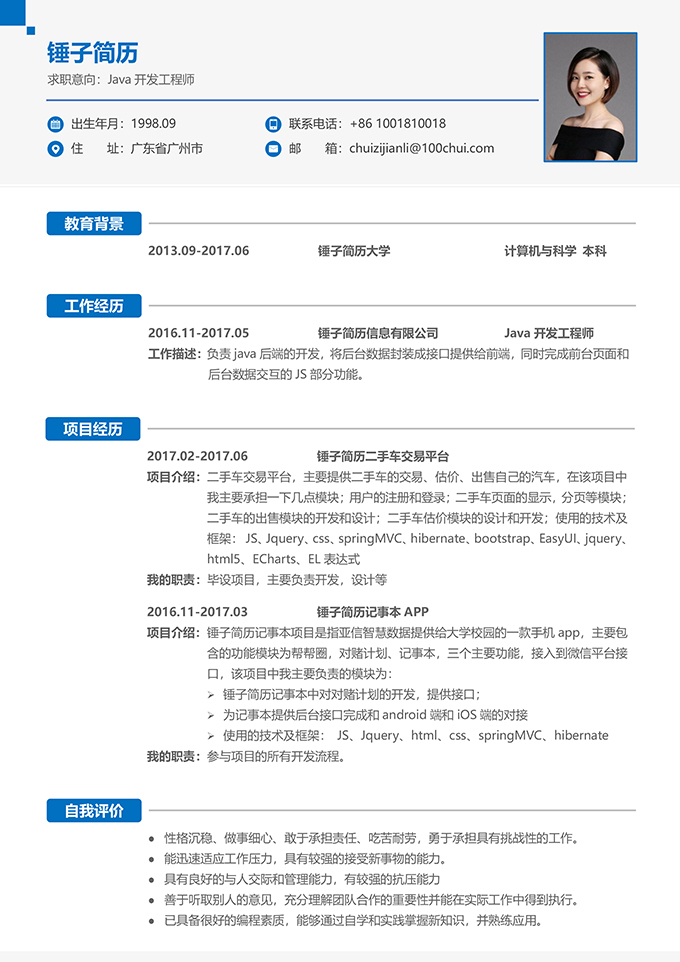 锤子简历
求职意向：Java 开发工程师
出生年月：1998.09
联系电话：+86 1001810018
住　　址：广东省广州市
邮　　箱：chuizijianli@100chui.com
教育背景
2013.09-2017.06 锤子简历大学 计算机与科学 本科
工作经历
2016.11-2017.05 锤子简历信息有限公司 Java 开发工程师
工作描述：负责 java 后端的开发，将后台数据封装成接口提供给前端，同时完成前台页面和
后台数据交互的 JS 部分功能。
项目经历
2017.02-2017.06 锤子简历二手车交易平台
项目介绍：二手车交易平台，主要提供二手车的交易、估价、出售自己的汽车，在该项目中
我主要承担一下几点模块；用户的注册和登录；二手车页面的显示，分页等模块；
二手车的出售模块的开发和设计；二手车估价模块的设计和开发；使用的技术及
框架： JS、Jquery、css、springMVC、hibernate、bootstrap、EasyUI、jquery、
html5、ECharts、EL 表达式
我的职责：毕设项目，主要负责开发，设计等
2016.11-2017.03 锤子简历记事本 APP
项目介绍：锤子简历记事本项目是指亚信智慧数据提供给大学校园的一款手机 app，主要包
含的功能模块为帮帮圈，对赌计划、记事本，三个主要功能，接入到微信平台接
口，该项目中我主要负责的模块为：
➢ 锤子简历记事本中对对赌计划的开发，提供接口；
➢ 为记事本提供后台接口完成和 android 端和 iOS 端的对接
➢ 使用的技术及框架： JS、Jquery、html、css、springMVC、hibernate
我的职责：参与项目的所有开发流程。
自我评价
● 性格沉稳、做事细心、敢于承担责任、吃苦耐劳，勇于承担具有挑战性的工作。
● 能迅速适应工作压力，具有较强的接受新事物的能力。
● 具有良好的与人交际和管理能力，有较强的抗压能力
● 善于听取别人的意见，充分理解团队合作的重要性并能在实际工作中得到执行。
● 已具备很好的编程素质，能够通过自学和实践掌握新知识，并熟练应用。